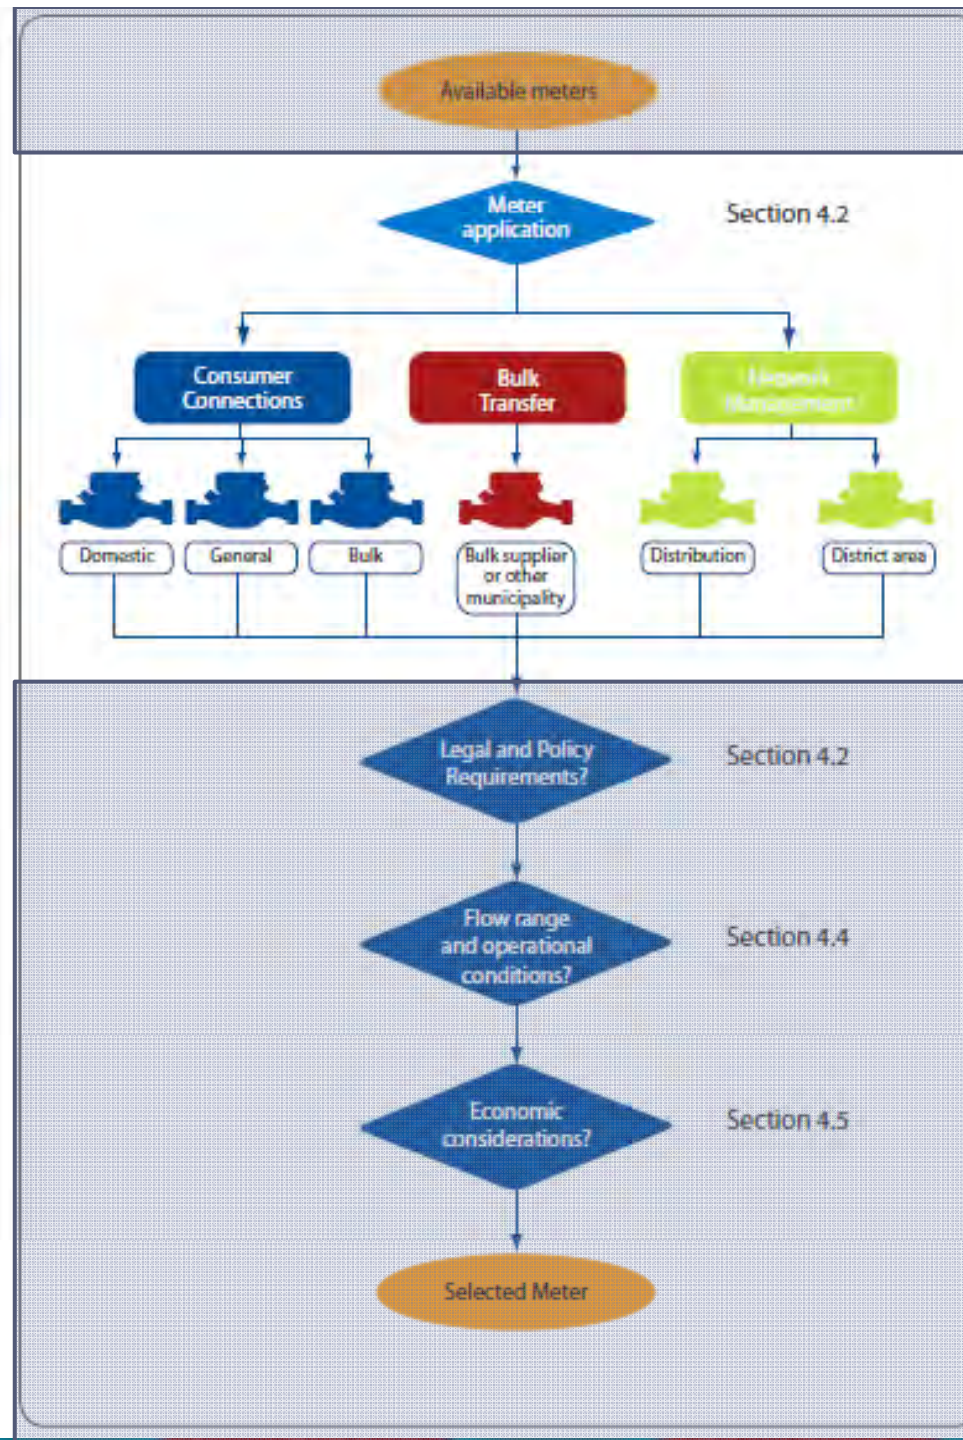 Available meters
Meter
application
Section 4.2
Consumer
Connections
Bulk
Transfer
Management
Domestic
General
Bulk
Bulk supplier
or other
municipality
Distribution
District area
Legal and Policy
Requirements?
Section 4.2
Flow range
and operational
conditions?
Section 4.4
Economic
considerations?
Section 4.5
Selected Meter